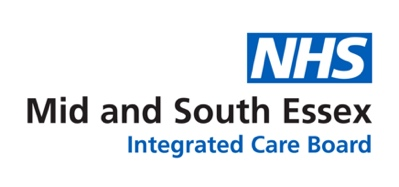 NHS
Mid and South Essex
Integrated Care Board